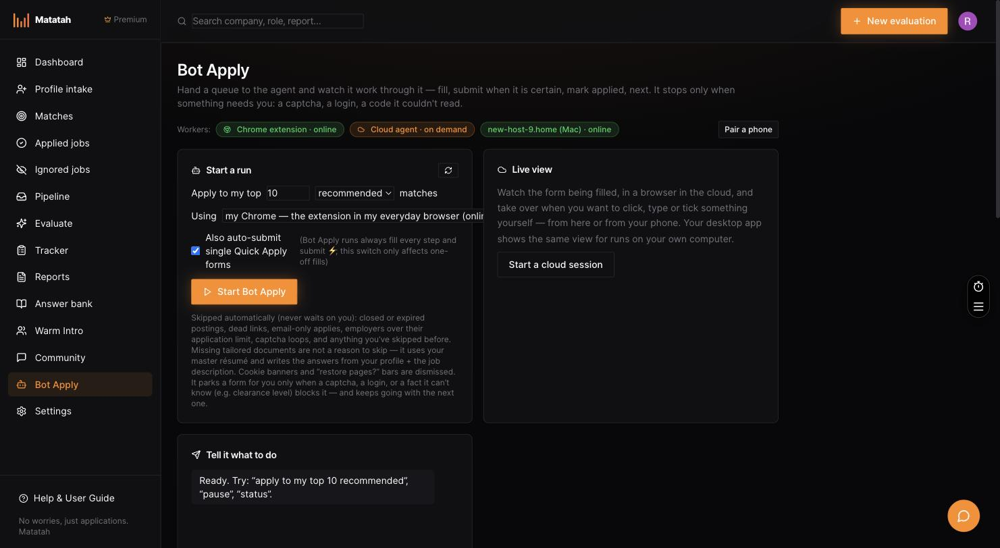 Matatah
Premium
Search company, role, report...
New evaluation
R
Dashboard
Profile intake
Matches
Applied jobs
Ignored jobs
Pipeline
Evaluate
Tracker
Reports
Answer bank
Warm Intro
Community
Bot Apply
Settings
Help & User Guide
No worries, just applications.
Matatah
Bot Apply
Hand a queue to the agent and watch it work through it — fill, submit when it is certain, mark applied, next. It stops only when
something needs you: a captcha, a login, a code it couldn't read.
Workers:
Chrome extension · online
Cloud agent · on demand
new-host-9.home (Mac) · online
Pair a phone
Start a run
Apply to my top 10 recommended matches
Using my Chrome — the extension in my everyday browser (onlin
Also auto-submit
single Quick Apply
forms
(Bot Apply runs always fill every step and
submit ⚡; this switch only affects one-
off fills)
Start Bot Apply
Skipped automatically (never waits on you): closed or expired
postings, dead links, email-only applies, employers over their
application limit, captcha loops, and anything you've skipped before.
Missing tailored documents are not a reason to skip — it uses your
master résumé and writes the answers from your profile + the job
description. Cookie banners and “restore pages?” bars are dismissed.
It parks a form for you only when a captcha, a login, or a fact it can't
know (e.g. clearance level) blocks it — and keeps going with the next
one.
Live view
Watch the form being filled, in a browser in the cloud, and
take over when you want to click, type or tick something
yourself — from here or from your phone. Your desktop app
shows the same view for runs on your own computer.
Start a cloud session
Tell it what to do
Ready. Try: “apply to my top 10 recommended”,
“pause”, “status”.